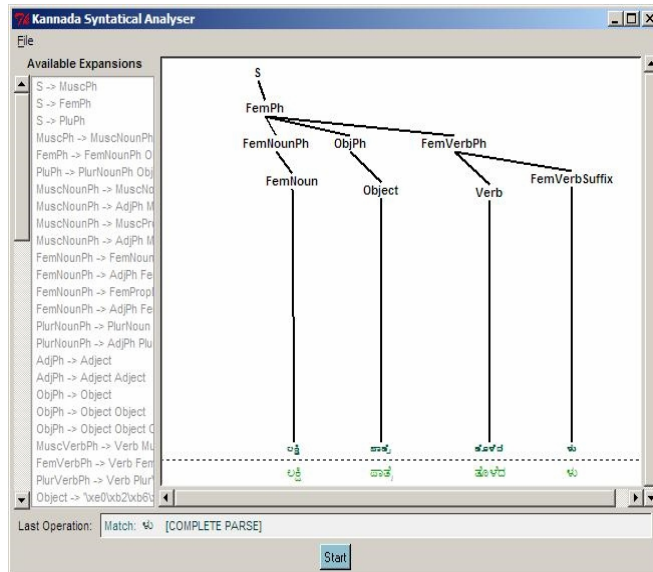 Kannada Syntatical Analyser
File
Available Expansions
S -> MuscPh
S -> FemPh
S -> PluPh
MuscPh -> MuscNounPh
FemPh -> FemNounPh O
PluPh -> PlurNounPh Obj
MuscNounPh -> MuscNo
MuscNounPh -> AdjPh M
MuscNounPh -> MuscPro
MuscNounPh -> AdjPh M
FemNounPh -> FemNoun
FemNounPh -> AdjPh Fe
FemNounPh -> FemPropI
FemNounPh -> AdjPh Fe
PlurNounPh -> PlurNoun
PlurNounPh -> AdjPh Plu
AdjPh -> Adject
AdjPh -> Adject Adject
ObjPh -> Object
ObjPh -> Object Object
ObjPh -> Object Object O
MuscVerbPh -> Verb Mu
FemVerbPh -> Verb Fem
PlurVerbPh -> Verb Plur
Object -> '\xe0\xb2\xb6\
S
FemPh
FemNounPh ObjPh FemVerbPh
FemNoun Object Verb FemVerbSuffix
ಲಕ್ಷ್ಮಿ ಪಾತ್ರೆ ತೊಳೆದ ಳು
ಲಕ್ಷ್ಮಿ ಪಾತ್ರೆ ತೊಳೆದ ಳು
Last Operation: Match: ಳು [COMPLETE PARSE]
Start